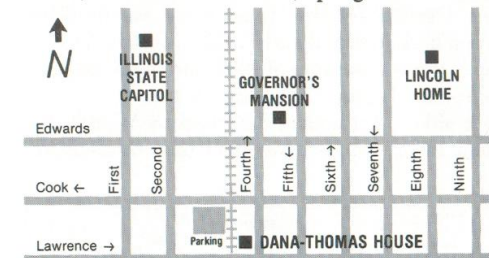 N
ILLINOIS
STATE
CAPITOL
GOVERNOR'S
MANSION
LINCOLN
HOME
Edwards
First
Second
Fourth ↑
Fifth ←
Sixth →
Seventh ←
Eighth
Ninth
Cook ←
Lawrence →
Parking
DANA-THOMAS HOUSE